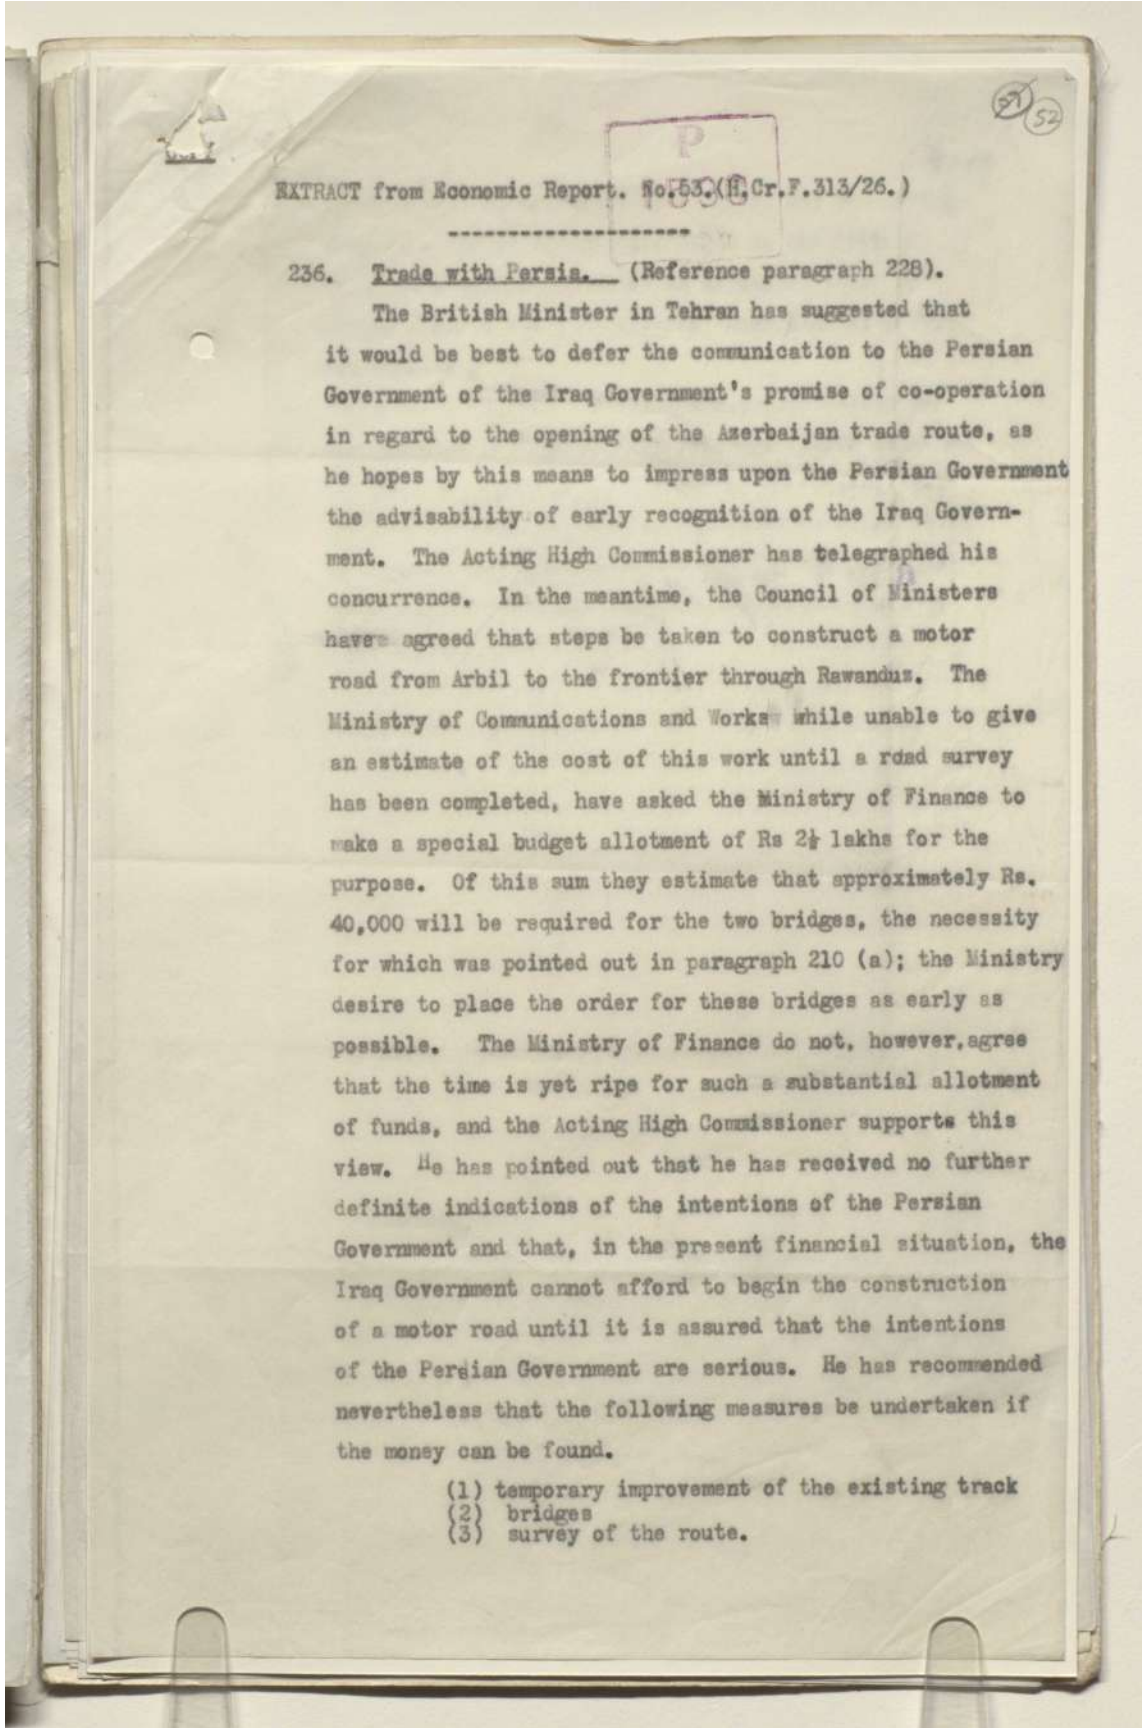 52
P
EXTRACT from Economic Report. No.53.(H.Cr.F.313/26.)
--------------------
236. Trade with Persia. (Reference paragraph 228).
The British Minister in Tehran has suggested that
it would be best to defer the communication to the Persian
Government of the Iraq Government's promise of co-operation
in regard to the opening of the Azerbaijan trade route, as
he hopes by this means to impress upon the Persian Government
the advisability of early recognition of the Iraq Govern-
ment. The Acting High Commissioner has telegraphed his
concurrence. In the meantime, the Council of Ministers
have agreed that steps be taken to construct a motor
road from Arbil to the frontier through Rawanduz. The
Ministry of Communications and Works while unable to give
an estimate of the cost of this work until a road survey
has been completed, have asked the Ministry of Finance to
make a special budget allotment of Rs 2½ lakhs for the
purpose. Of this sum they estimate that approximately Rs.
40,000 will be required for the two bridges, the necessity
for which was pointed out in paragraph 210 (a); the Ministry
desire to place the order for these bridges as early as
possible. The Ministry of Finance do not, however,agree
that the time is yet ripe for such a substantial allotment
of funds, and the Acting High Commissioner supports this
view. He has pointed out that he has received no further
definite indications of the intentions of the Persian
Government and that, in the present financial situation, the
Iraq Government cannot afford to begin the construction
of a motor road until it is assured that the intentions
of the Persian Government are serious. He has recommended
nevertheless that the following measures be undertaken if
the money can be found.
(1) temporary improvement of the existing track
(2) bridges
(3) survey of the route.